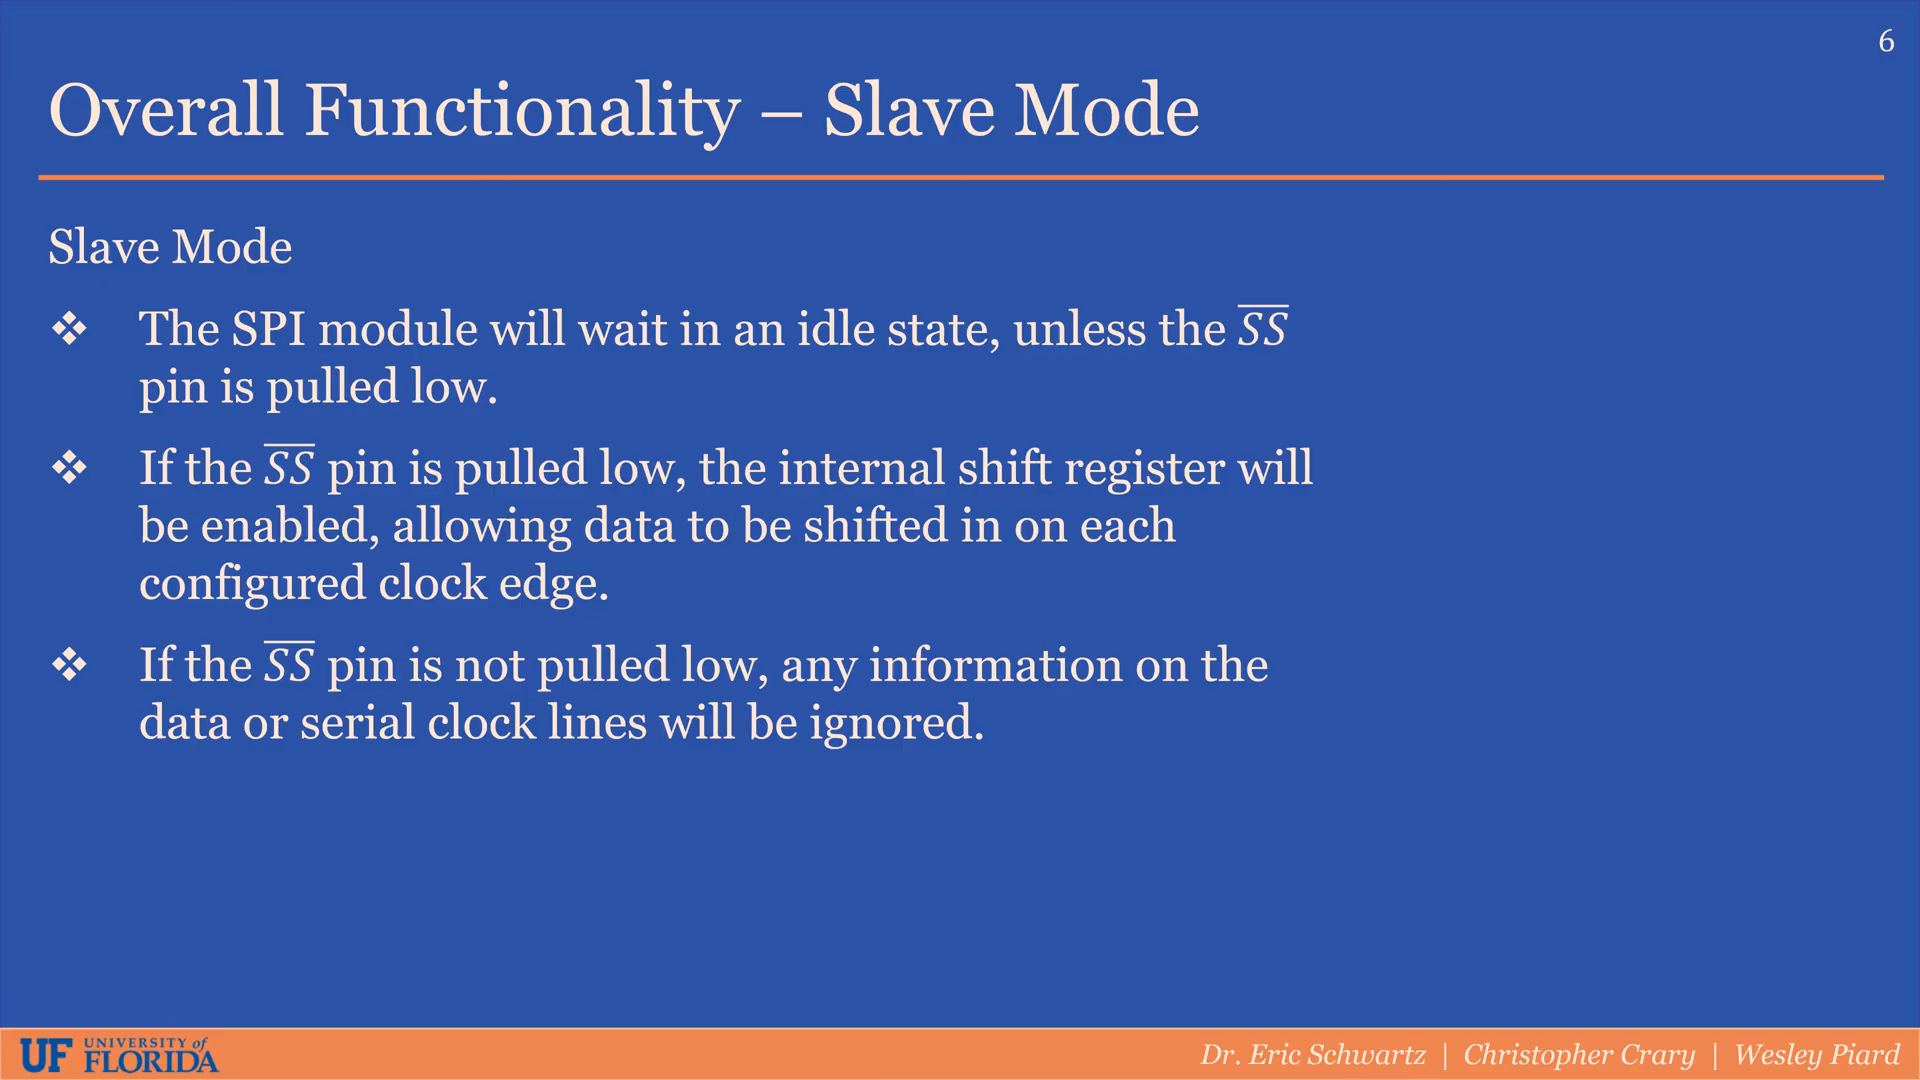 6
Overall Functionality – Slave Mode
Slave Mode
❖ The SPI module will wait in an idle state, unless the S̅S̅
pin is pulled low.
❖ If the S̅S̅ pin is pulled low, the internal shift register will
be enabled, allowing data to be shifted in on each
configured clock edge.
❖ If the S̅S̅ pin is not pulled low, any information on the
data or serial clock lines will be ignored.
UF UNIVERSITY of
FLORIDA
Dr. Eric Schwartz | Christopher Crary | Wesley Piard